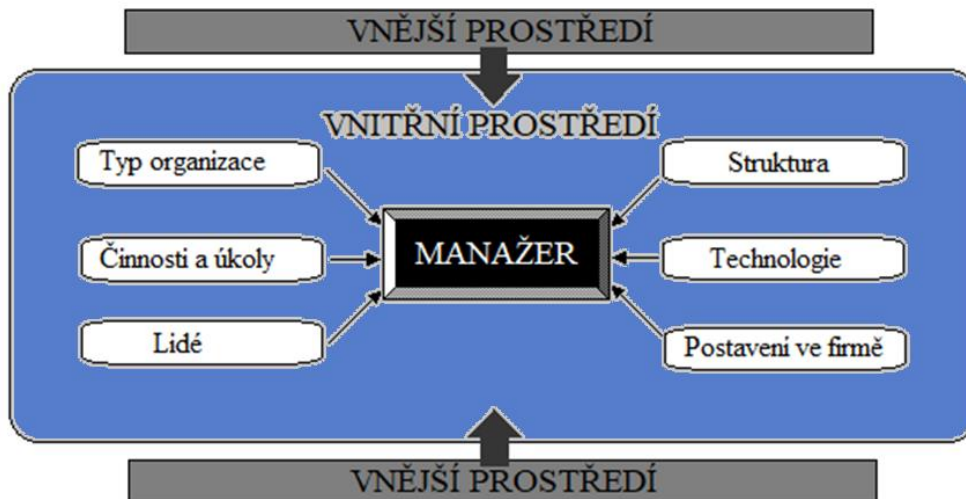 VNĚJŠÍ PROSTŘEDÍ
VNITŘNÍ PROSTŘEDÍ
Typ organizace
Struktura
Činnosti a úkoly
MANAŽER
Technologie
Lidé
Postavení ve firmě
VNĚJŠÍ PROSTŘEDÍ